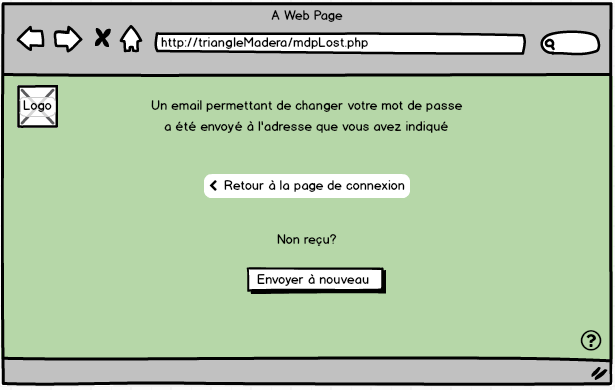 A Web Page
http://triangleMadera/mdpLost.php
Logo
Un email permettant de changer votre mot de passe
a été envoyé à l'adresse que vous avez indiqué
Retour à la page de connexion
Non reçu?
Envoyer à nouveau
?